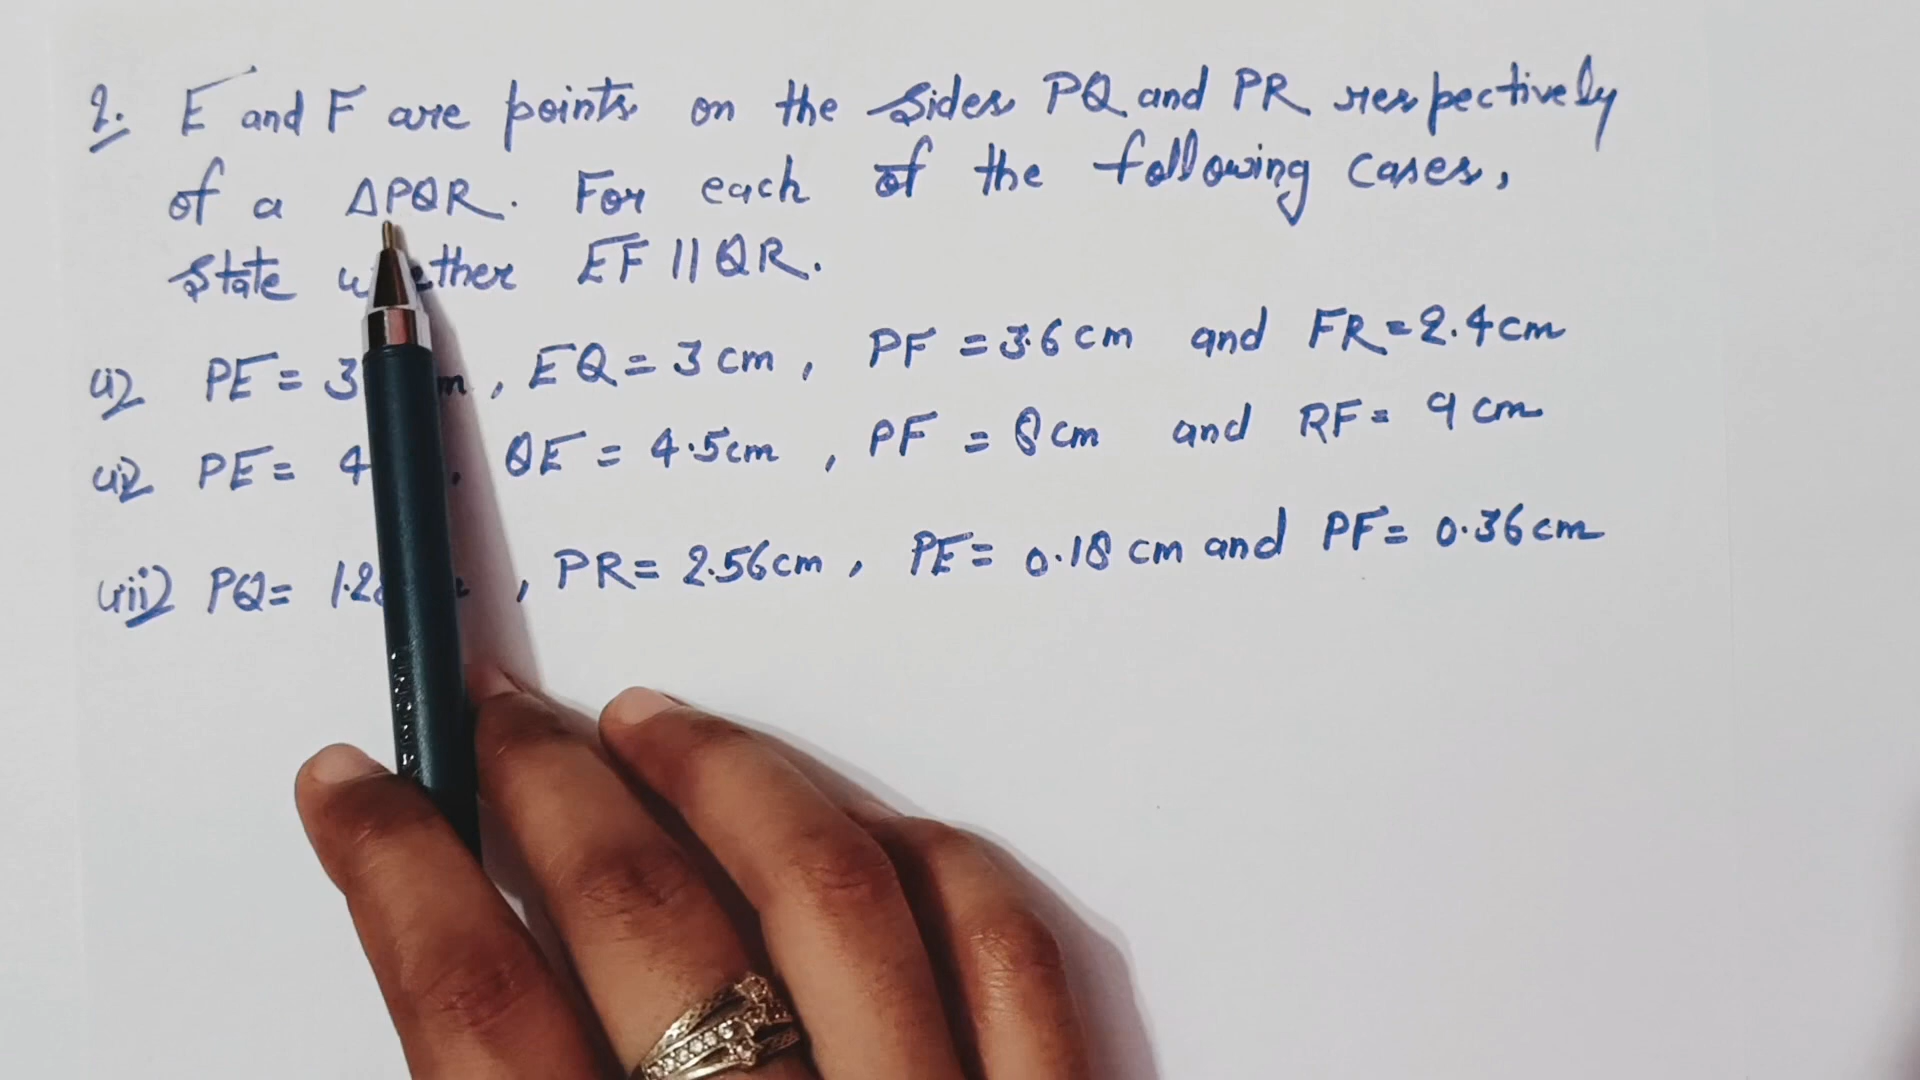 2. E and F are points on the sides PQ and PR respectively
of a ΔPQR. For each of the following cases,
State whether EF || QR.
(i) PE = 3 m, EQ = 3 cm, PF = 3.6 cm and FR = 2.4 cm
(ii) PE = 4 , QE = 4.5 cm, PF = 8 cm and RF = 9 cm
(iii) PQ = 1.2 , PR = 2.56 cm, PE = 0.18 cm and PF = 0.36 cm